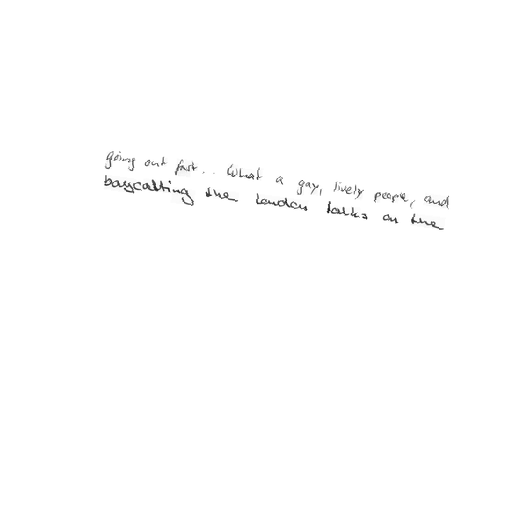 going out fast.. What a gay, lively people, and
boycotting the London talks on the